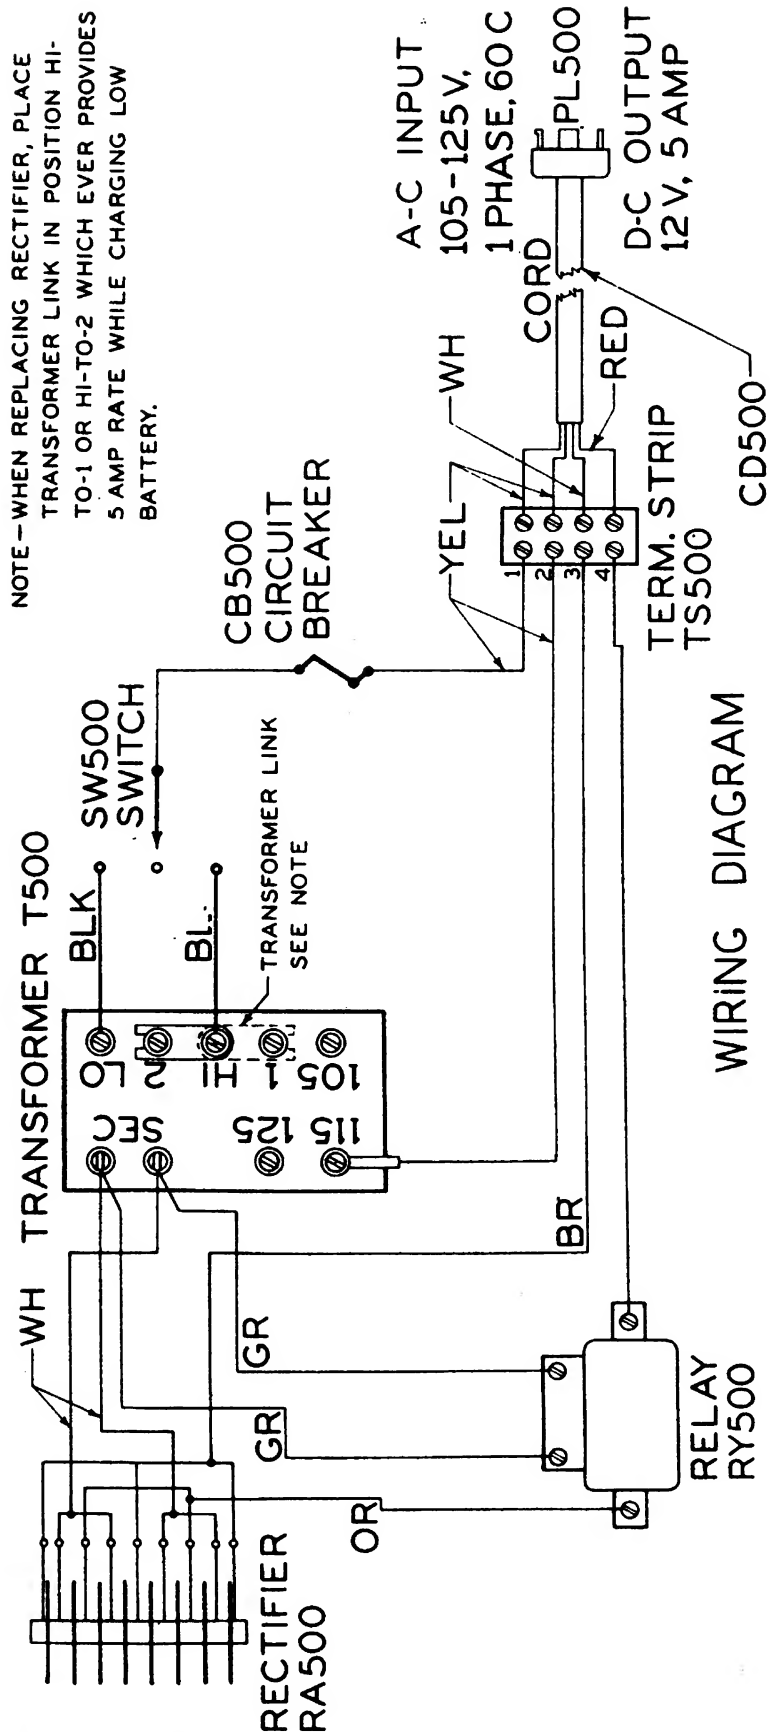 NOTE—WHEN REPLACING RECTIFIER, PLACE
TRANSFORMER LINK IN POSITION HI-
TO-1 OR HI-TO-2 WHICH EVER PROVIDES
5 AMP RATE WHILE CHARGING LOW
BATTERY.
WH
TRANSFORMER T500
SEC
125
115
LO
2
HI
1
105
BLK
BL
SW500
SWITCH
TRANSFORMER LINK
SEE NOTE
CB500
CIRCUIT
BREAKER
A-C INPUT
105-125V,
1 PHASE, 60 C
YEL
WH
CORD
PL500
RED
D-C OUTPUT
12V, 5 AMP
CD500
1
2
3
4
TERM. STRIP
TS500
GR
GR
BR
OR
RECTIFIER
RA500
RELAY
RY500
WIRING DIAGRAM